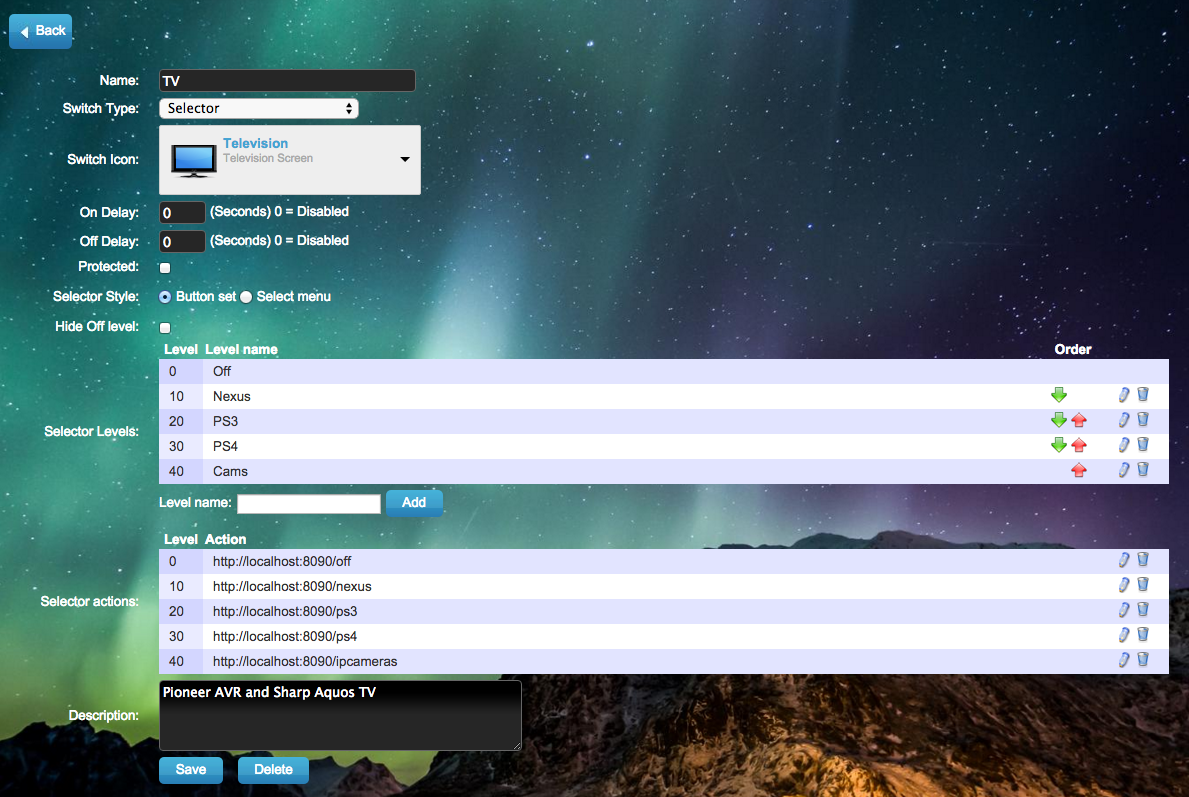 Back
Name: TV
Switch Type: Selector
Switch Icon: Television
Television Screen
On Delay: 0 (Seconds) 0 = Disabled
Off Delay: 0 (Seconds) 0 = Disabled
Protected:
Selector Style: Button set Select menu
Hide Off level:
Level Level name Order
0 Off
10 Nexus
20 PS3
Selector Levels:
30 PS4
40 Cams
Level name: Add
Level Action
0 http://localhost:8090/off
10 http://localhost:8090/nexus
Selector actions:
20 http://localhost:8090/ps3
30 http://localhost:8090/ps4
40 http://localhost:8090/ipcameras
Description: Pioneer AVR and Sharp Aquos TV
Save Delete